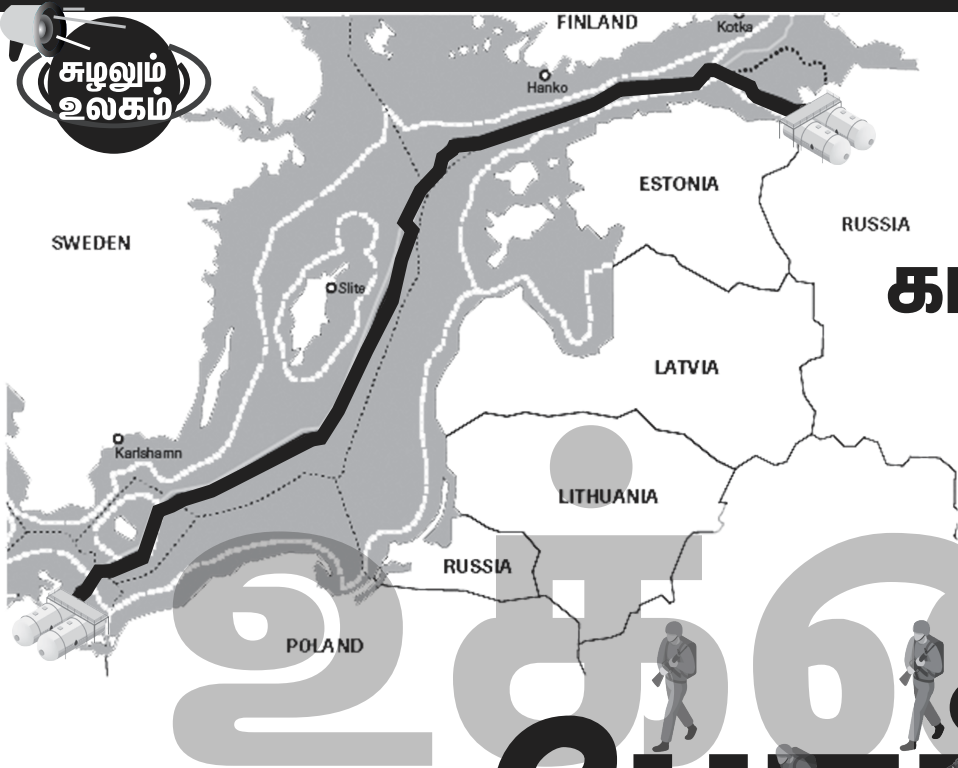 சுழலும்
உலகம்
FINLAND
Kotka
Hanko
ESTONIA
RUSSIA
SWEDEN
Slite
LATVIA
Karlshamn
LITHUANIA
RUSSIA
POLAND